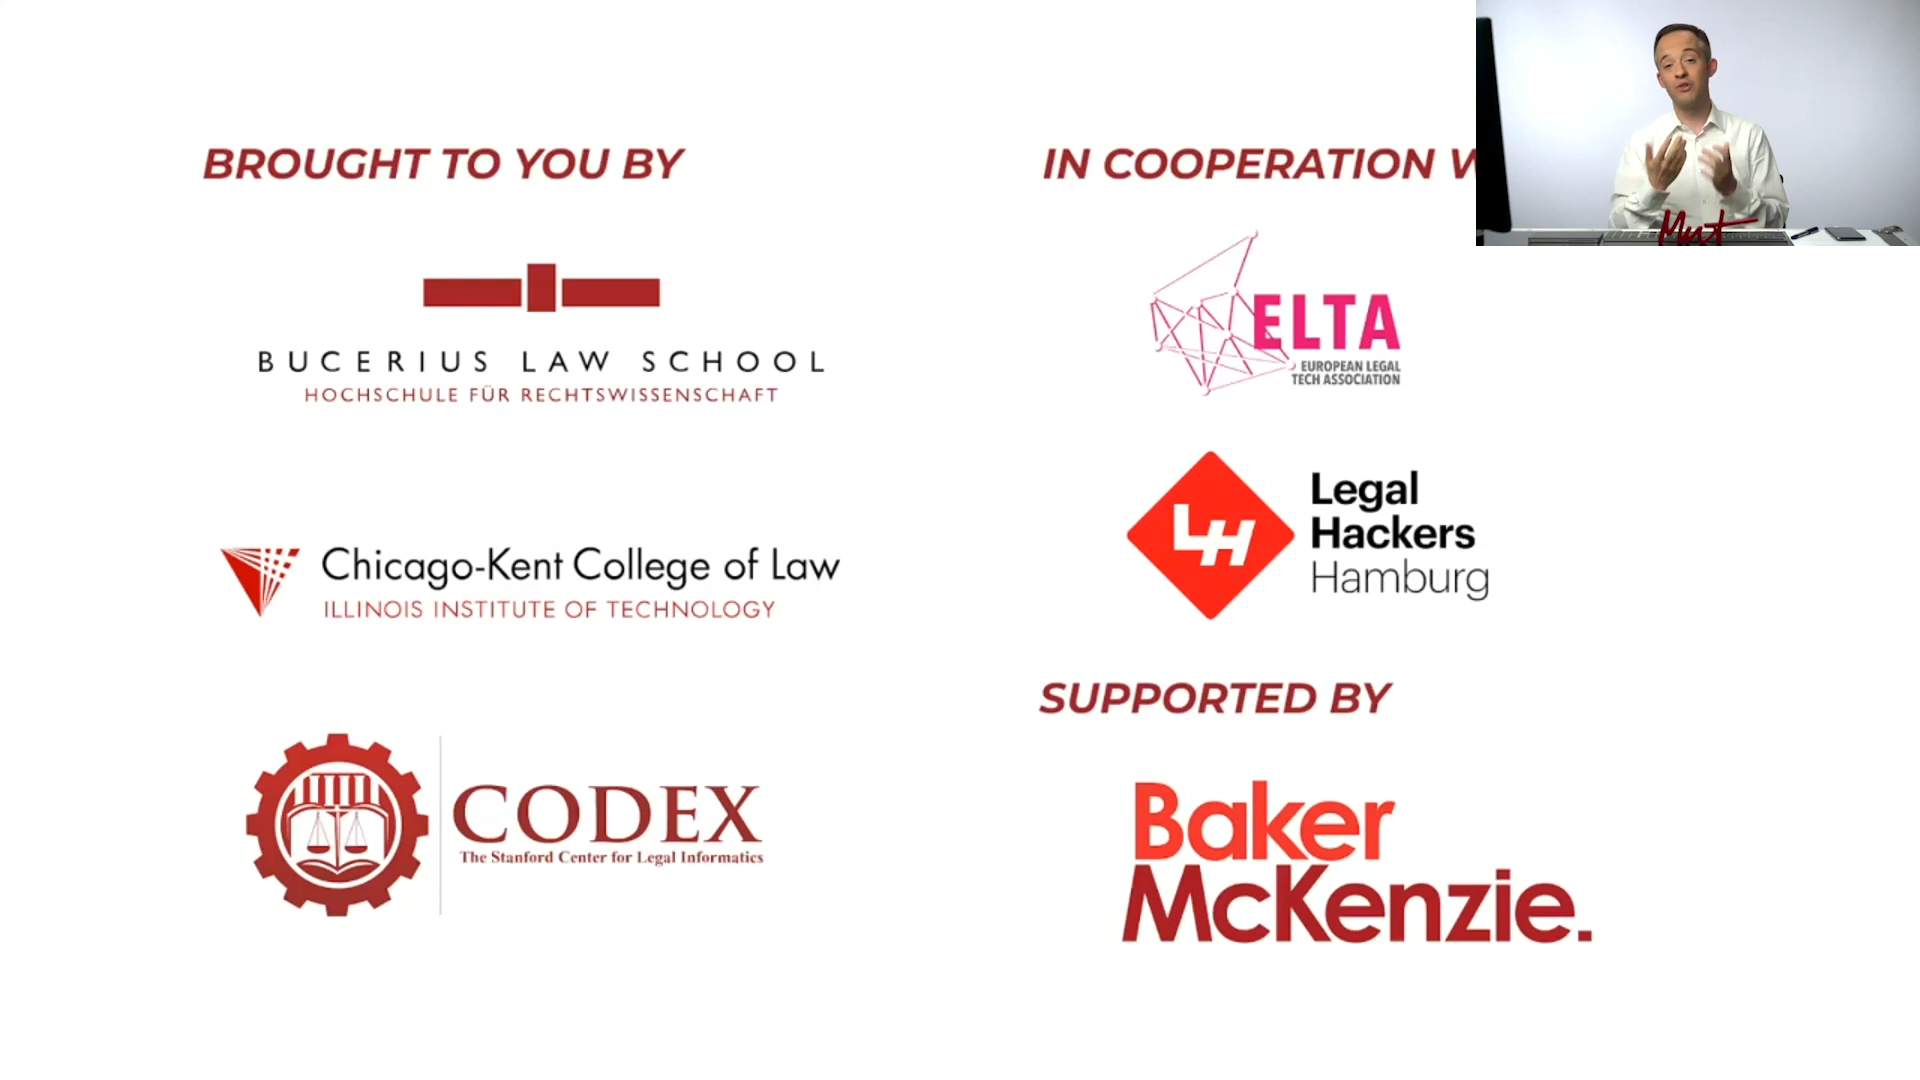 BROUGHT TO YOU BY
BUCERIUS LAW SCHOOL
HOCHSCHULE FÜR RECHTSWISSENSCHAFT
Chicago-Kent College of Law
ILLINOIS INSTITUTE OF TECHNOLOGY
CODEX
The Stanford Center for Legal Informatics
IN COOPERATION
ELTA
EUROPEAN LEGAL
TECH ASSOCIATION
LH
Legal
Hackers
Hamburg
SUPPORTED BY
Baker
McKenzie.